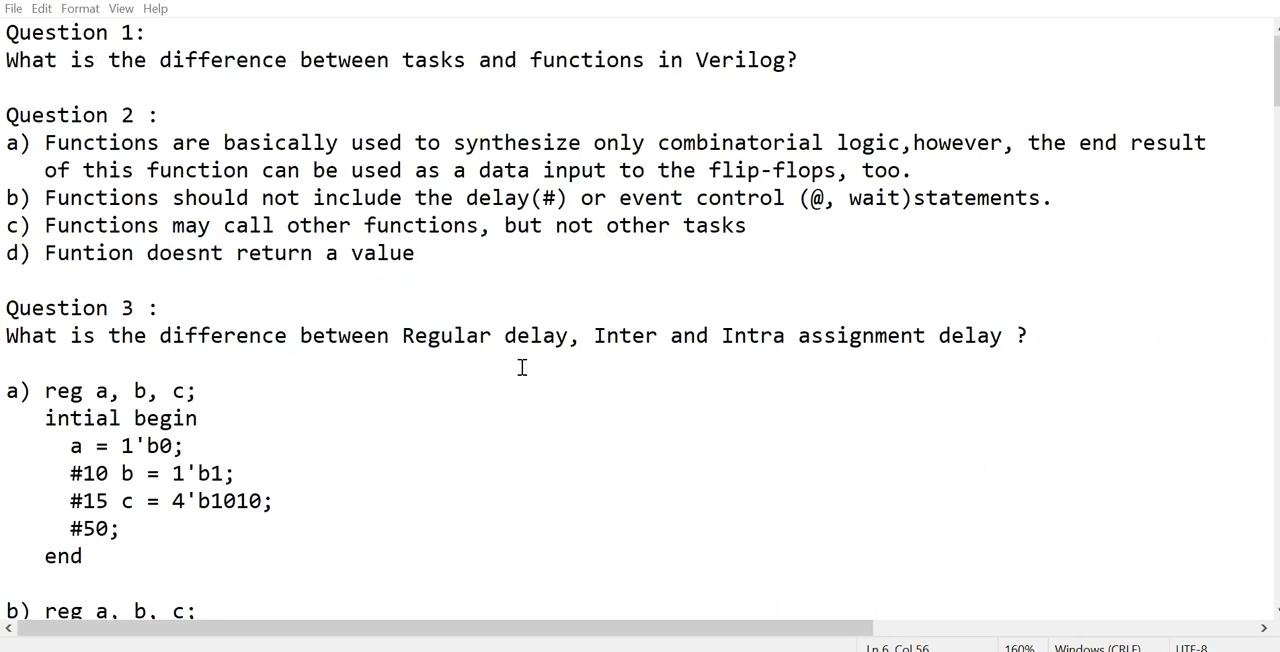 File Edit Format View Help
Question 1:
What is the difference between tasks and functions in Verilog?
Question 2 :
a) Functions are basically used to synthesize only combinatorial logic,however, the end result
of this function can be used as a data input to the flip-flops, too.
b) Functions should not include the delay(#) or event control (@, wait)statements.
c) Functions may call other functions, but not other tasks
d) Funtion doesnt return a value
Question 3 :
What is the difference between Regular delay, Inter and Intra assignment delay ?
a) reg a, b, c;
intial begin
a = 1'b0;
#10 b = 1'b1;
#15 c = 4'b1010;
#50;
end
b) reg a, b, c;
Ln 6, Col 56 160% Windows (CRLF) UTF-8